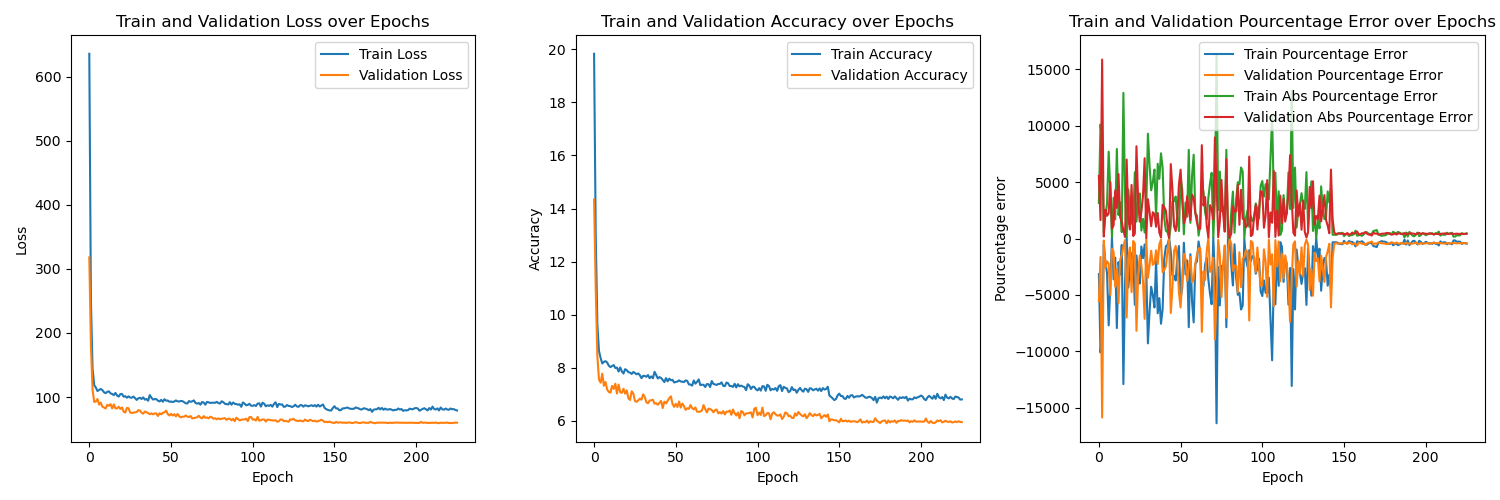 Train and Validation Loss over Epochs
Train Loss
Validation Loss
Loss
600
500
400
300
200
100
0
50
100
150
200
Epoch
Train and Validation Accuracy over Epochs
Train Accuracy
Validation Accuracy
Accuracy
20
18
16
14
12
10
8
6
0
50
100
150
200
Epoch
Train and Validation Pourcentage Error over Epochs
Train Pourcentage Error
Validation Pourcentage Error
Train Abs Pourcentage Error
Validation Abs Pourcentage Error
Pourcentage error
15000
10000
5000
0
−5000
−10000
−15000
0
50
100
150
200
Epoch